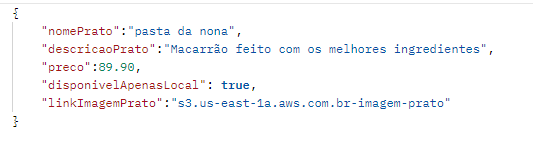 {
"nomePrato":"pasta da nona",
"descricaoPrato":"Macarrão feito com os melhores ingredientes",
"preco":89.90,
"disponivelApenasLocal": true,
"linkImagemPrato":"s3.us-east-1a.aws.com.br-imagem-prato"
}